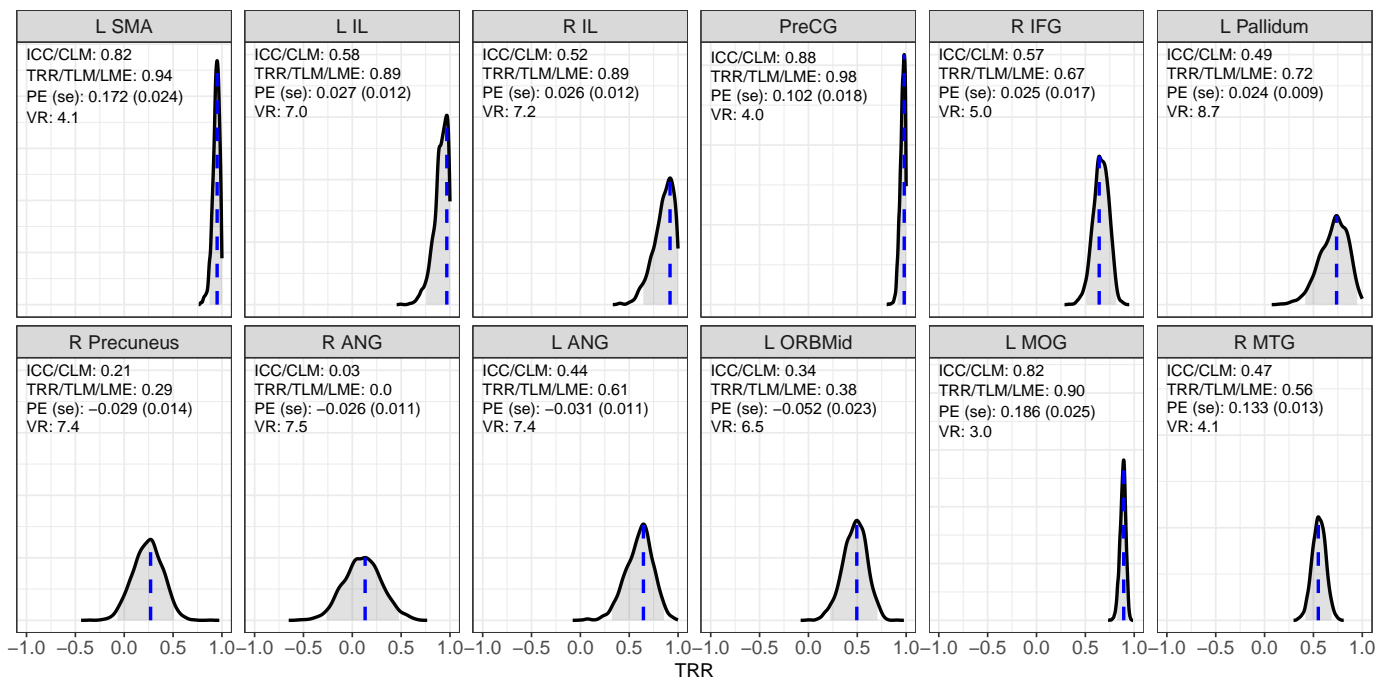 L SMA
ICC/CLM: 0.82
TRR/TLM/LME: 0.94
PE (se): 0.172 (0.024)
VR: 4.1
L IL
ICC/CLM: 0.58
TRR/TLM/LME: 0.89
PE (se): 0.027 (0.012)
VR: 7.0
R IL
ICC/CLM: 0.52
TRR/TLM/LME: 0.89
PE (se): 0.026 (0.012)
VR: 7.2
PreCG
ICC/CLM: 0.88
TRR/TLM/LME: 0.98
PE (se): 0.102 (0.018)
VR: 4.0
R IFG
ICC/CLM: 0.57
TRR/TLM/LME: 0.67
PE (se): 0.025 (0.017)
VR: 5.0
L Pallidum
ICC/CLM: 0.49
TRR/TLM/LME: 0.72
PE (se): 0.024 (0.009)
VR: 8.7
R Precuneus
ICC/CLM: 0.21
TRR/TLM/LME: 0.29
PE (se): −0.029 (0.014)
VR: 7.4
R ANG
ICC/CLM: 0.03
TRR/TLM/LME: 0.0
PE (se): −0.026 (0.011)
VR: 7.5
L ANG
ICC/CLM: 0.44
TRR/TLM/LME: 0.61
PE (se): −0.031 (0.011)
VR: 7.4
L ORBMid
ICC/CLM: 0.34
TRR/TLM/LME: 0.38
PE (se): −0.052 (0.023)
VR: 6.5
L MOG
ICC/CLM: 0.82
TRR/TLM/LME: 0.90
PE (se): 0.186 (0.025)
VR: 3.0
R MTG
ICC/CLM: 0.47
TRR/TLM/LME: 0.56
PE (se): 0.133 (0.013)
VR: 4.1
−1.0 −0.5 0.0 0.5 1.0 −1.0 −0.5 0.0 0.5 1.0 −1.0 −0.5 0.0 0.5 1.0 −1.0 −0.5 0.0 0.5 1.0 −1.0 −0.5 0.0 0.5 1.0 −1.0 −0.5 0.0 0.5 1.0
TRR